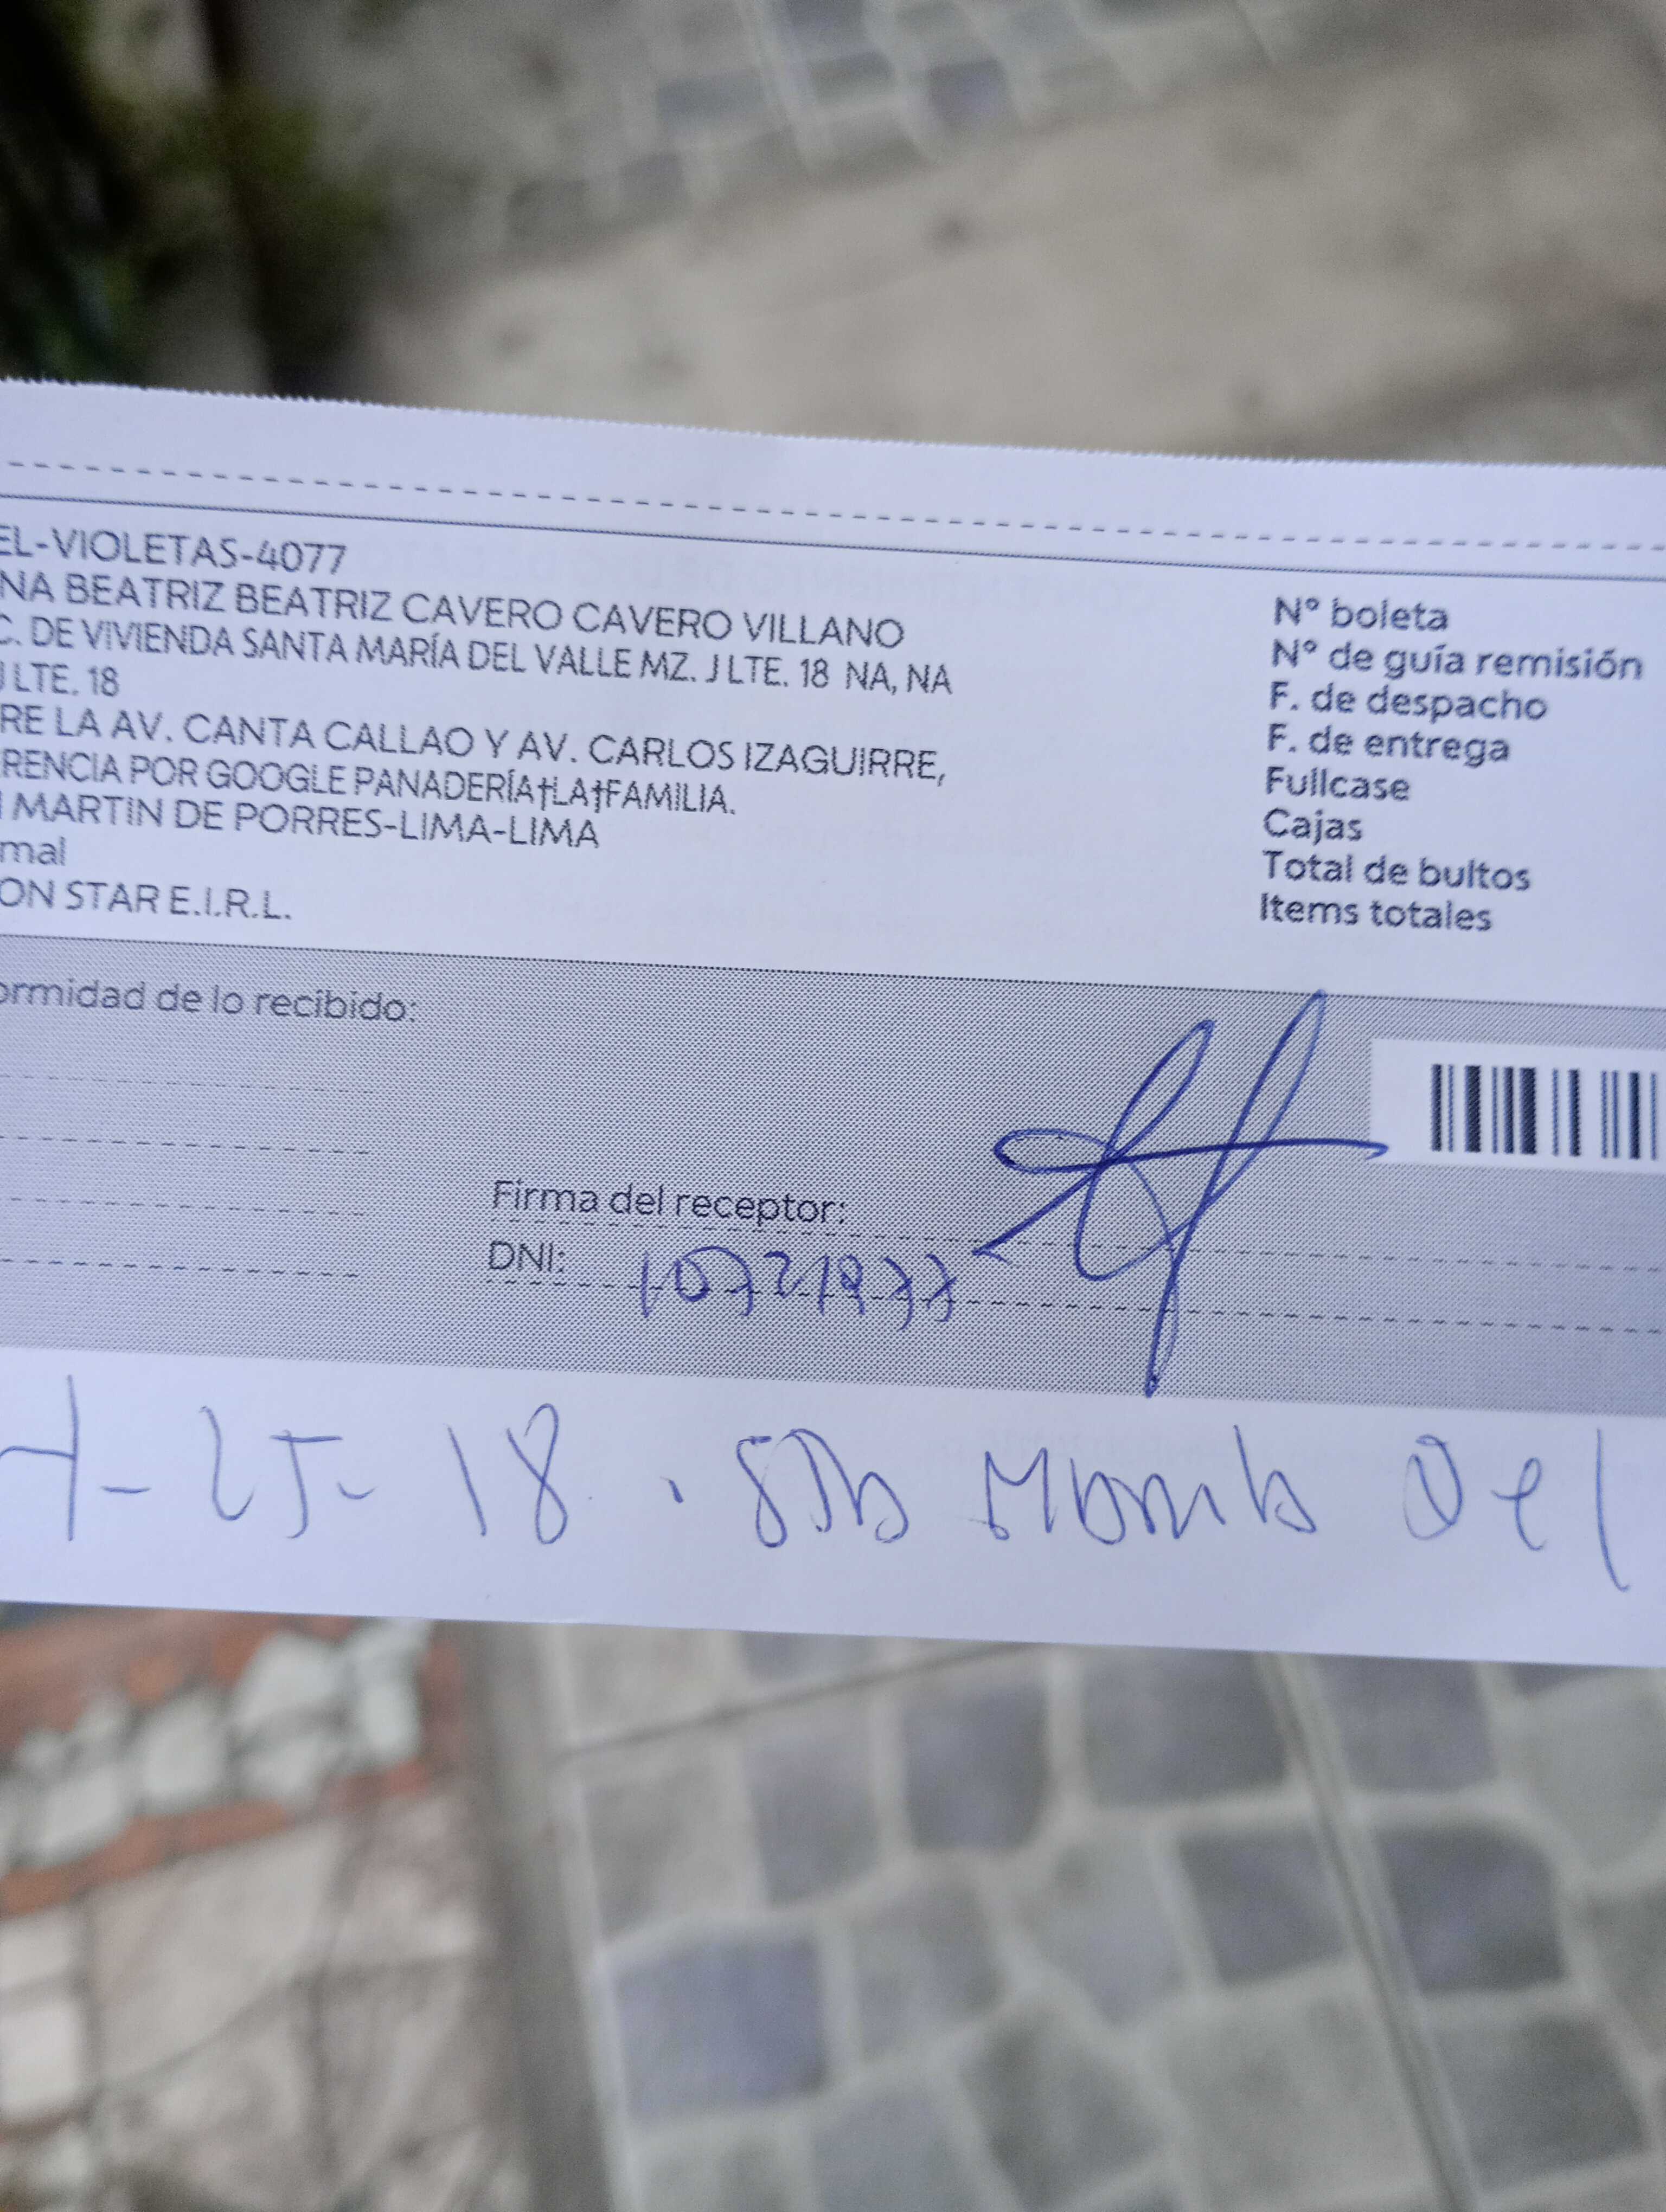 EL-VIOLETAS-4077
NA BEATRIZ BEATRIZ CAVERO CAVERO VILLANO
C. DE VIVIENDA SANTA MARÍA DEL VALLE MZ. J LTE. 18 NA, NA
J LTE. 18
RE LA AV. CANTA CALLAO Y AV. CARLOS IZAGUIRRE,
RENCIA POR GOOGLE PANADERÍA†LA†FAMILIA.
MARTIN DE PORRES-LIMA-LIMA
mal
ON STAR E.I.R.L.
N° boleta
N° de guía remisión
F. de despacho
F. de entrega
Fullcase
Cajas
Total de bultos
Items totales
ormidad de lo recibido:
Firma del receptor:
DNI: 10721977
18. Del